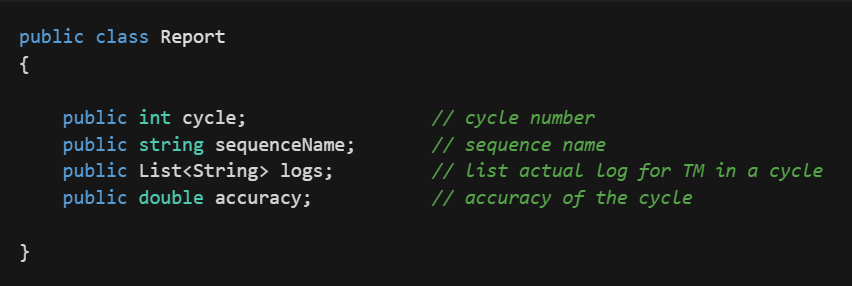 public class Report
{
public int cycle; // cycle number
public string sequenceName; // sequence name
public List<String> logs; // list actual log for TM in a cycle
public double accuracy; // accuracy of the cycle
}